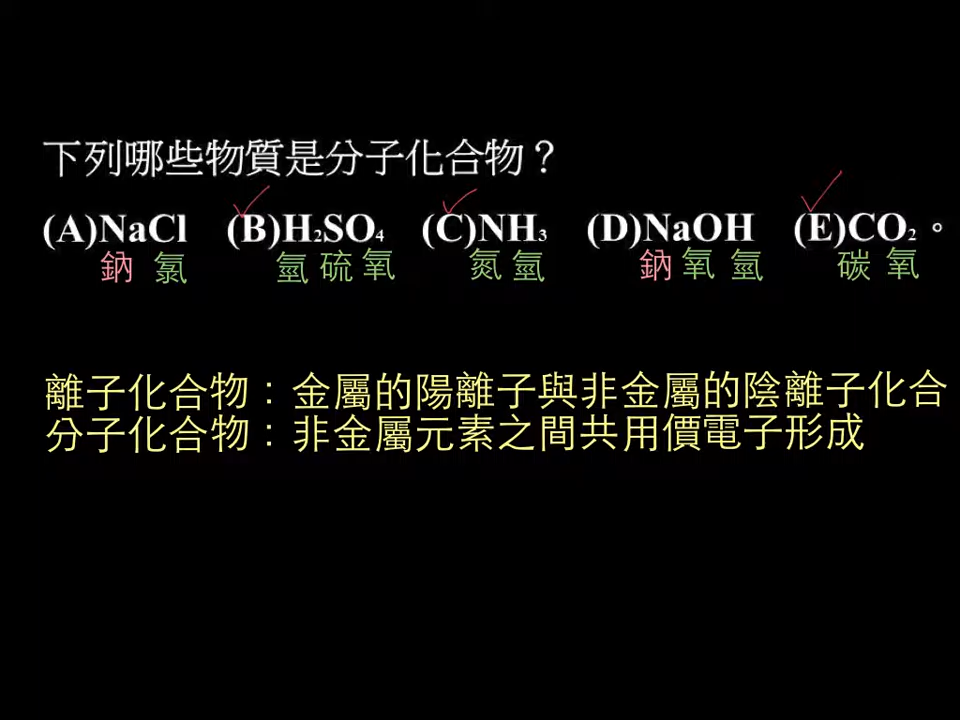 下列哪些物質是分子化合物？
(A)NaCl (B)H₂SO₄ (C)NH₃ (D)NaOH (E)CO₂。
鈉 氯 氫 硫 氧 氮 氫 鈉 氧 氫 碳 氧
離子化合物：金屬的陽離子與非金屬的陰離子化合
分子化合物：非金屬元素之間共用價電子形成